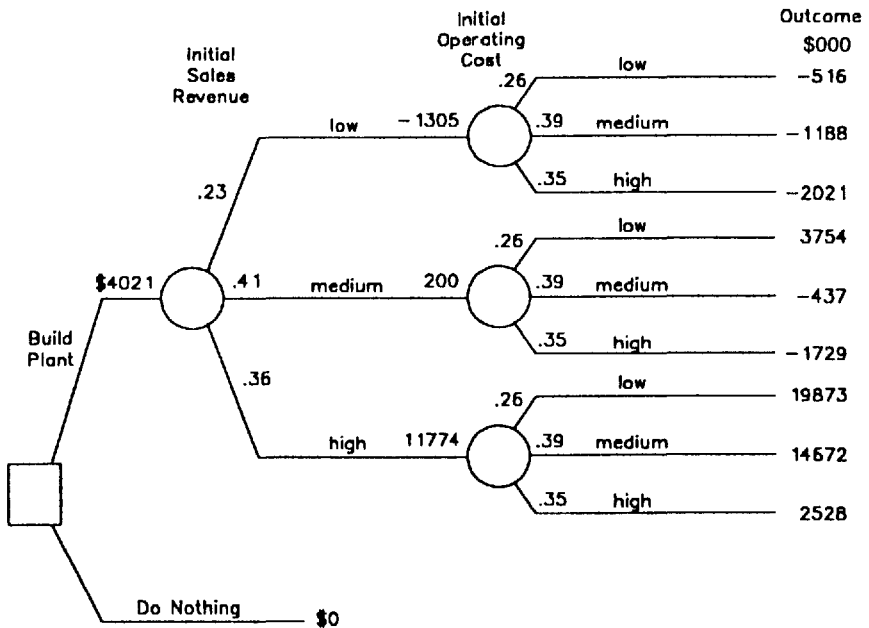 Outcome
$000
Initial
Operating
Cost
Initial
Sales
Revenue
low
.26
-516
low
-1305
.39
medium
-1188
.35
high
-2021
.23
low
.26
3754
$4021
.41
medium
200
.39
medium
-437
.35
high
-1729
Build
Plant
.36
low
.26
19873
high
11774
.39
medium
14672
.35
high
2528
Do Nothing
$0